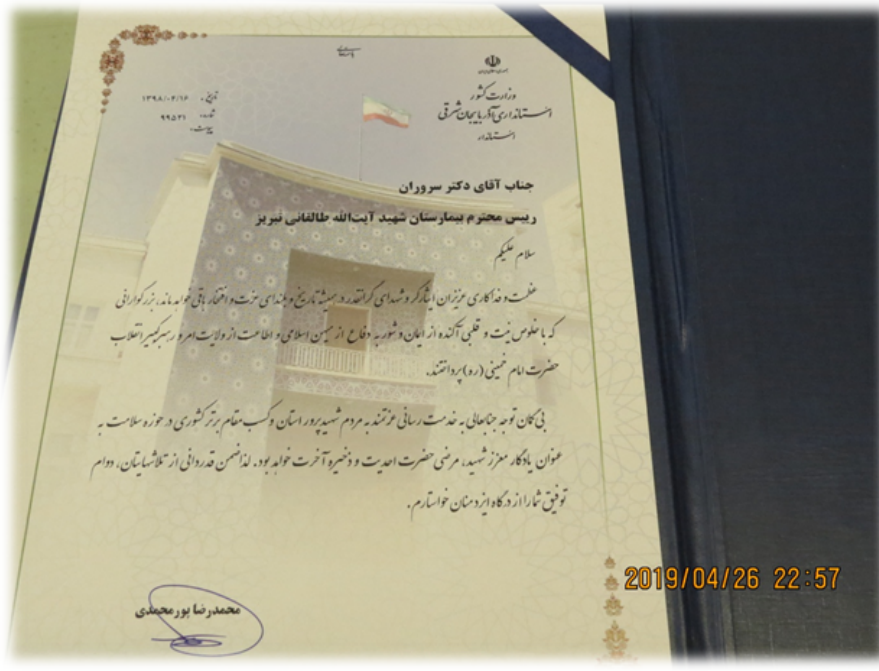 جمهوری اسلامی ایران
وزارت کشور
استانداری آذربایجان شرقی
استاندار
تاریخ:
شماره: ۹۹۵۲۱
پیوست:
جناب آقای دکتر سروران
رییس محترم بیمارستان شهید آیت‌الله طالقانی تبریز
سلام علیکم
عظمت و فداکاری عزیزان ایثارگر و شهدای گرانقدر در همیشه تاریخ و بلندای عزت و افتخار باقی خواهد ماند، بزرگوارانی
که با خلوص نیت و قلبی آکنده از ایمان و شور به دفاع از میهن اسلامی و اطاعت از ولایت امر و رهبر کبیر انقلاب
حضرت امام خمینی (ره) پرداختند.
بی گمان توجه جنابعالی به خدمت رسانی عزتمند به مردم شهیدپرور استان و کسب مقام برتر کشوری در حوزه سلامت به
عنوان یادگار معزز شهید، مرضی حضرت احدیت و ذخیره آخرت خواهد بود. لذا ضمن قدردانی از تلاشهایتان، دوام
توفیق شما را از درگاه ایزد منان خواستارم.
محمدرضا پورمحمدی
2019/04/26 22:57